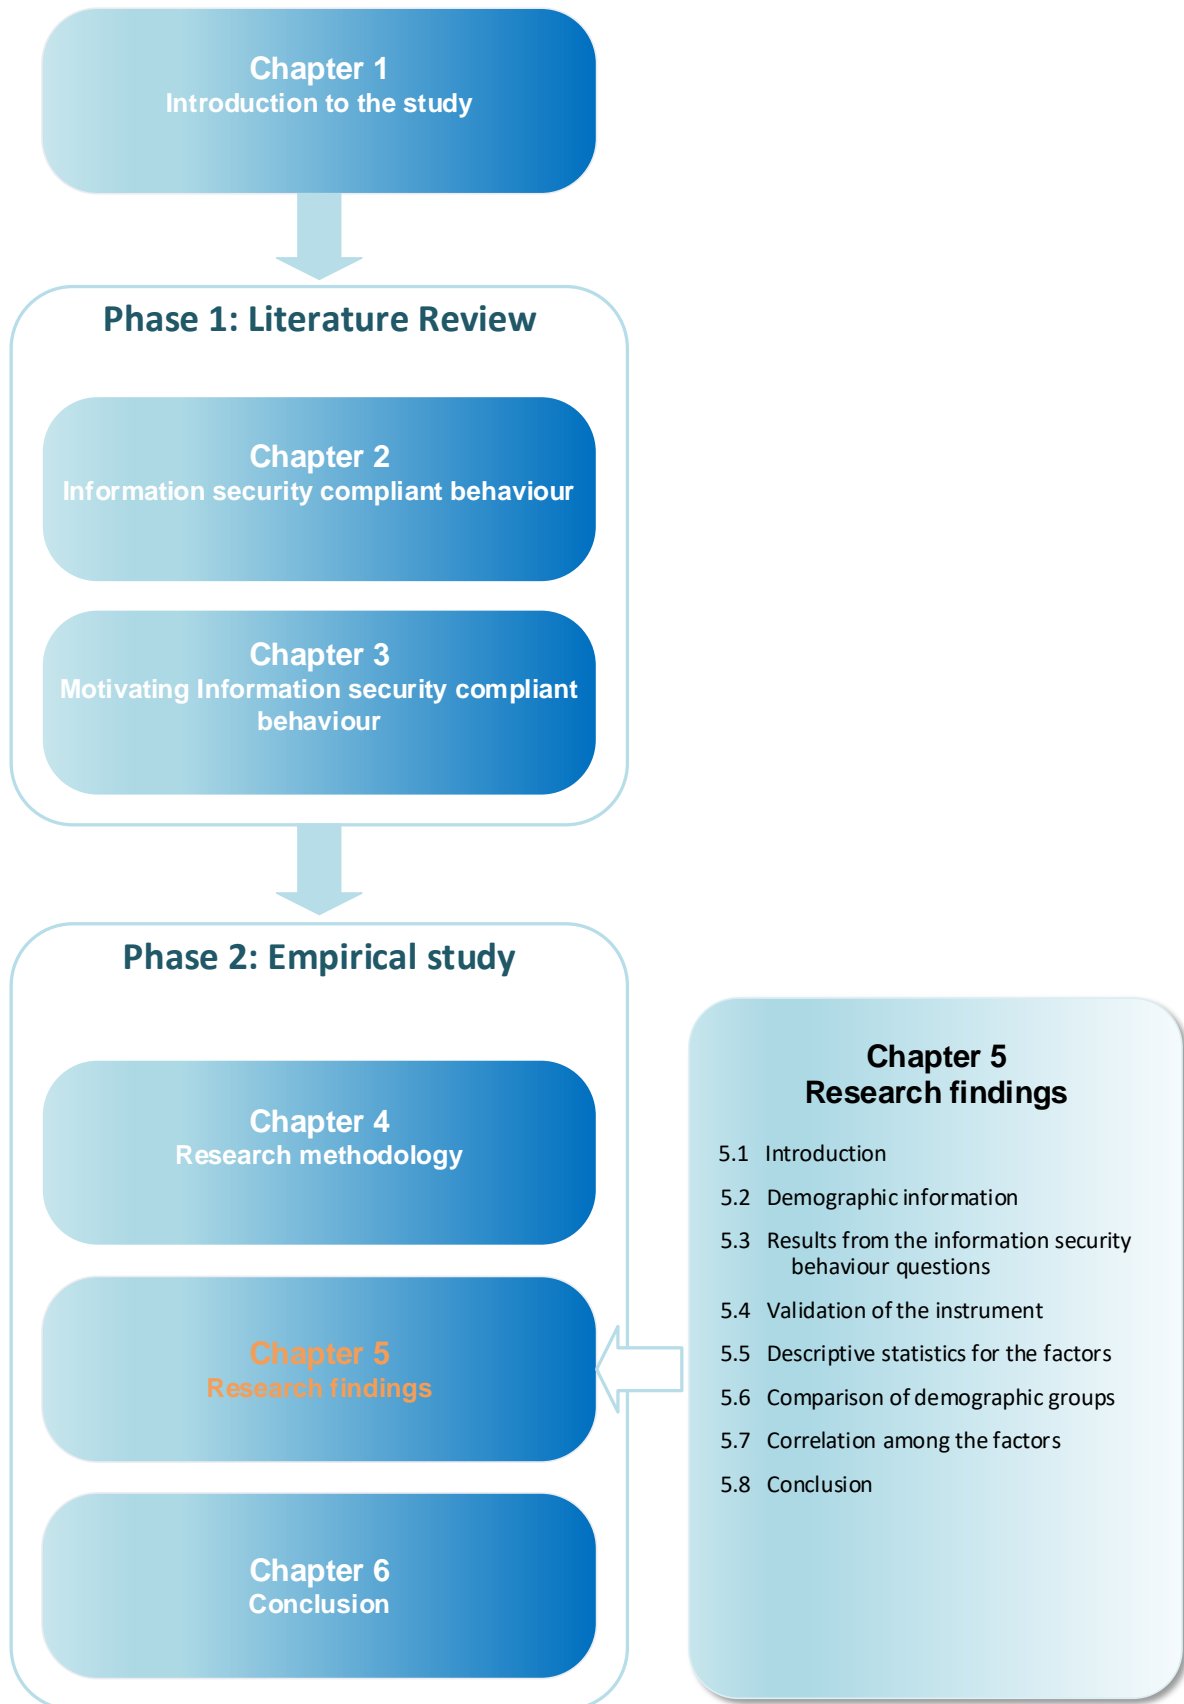 Chapter 1
Introduction to the study
Phase 1: Literature Review
Chapter 2
Information security compliant behaviour
Chapter 3
Motivating Information security compliant
behaviour
Phase 2: Empirical study
Chapter 4
Research methodology
Chapter 5
Research findings
Chapter 6
Conclusion
Chapter 5
Research findings
5.1 Introduction
5.2 Demographic information
5.3 Results from the information security
behaviour questions
5.4 Validation of the instrument
5.5 Descriptive statistics for the factors
5.6 Comparison of demographic groups
5.7 Correlation among the factors
5.8 Conclusion